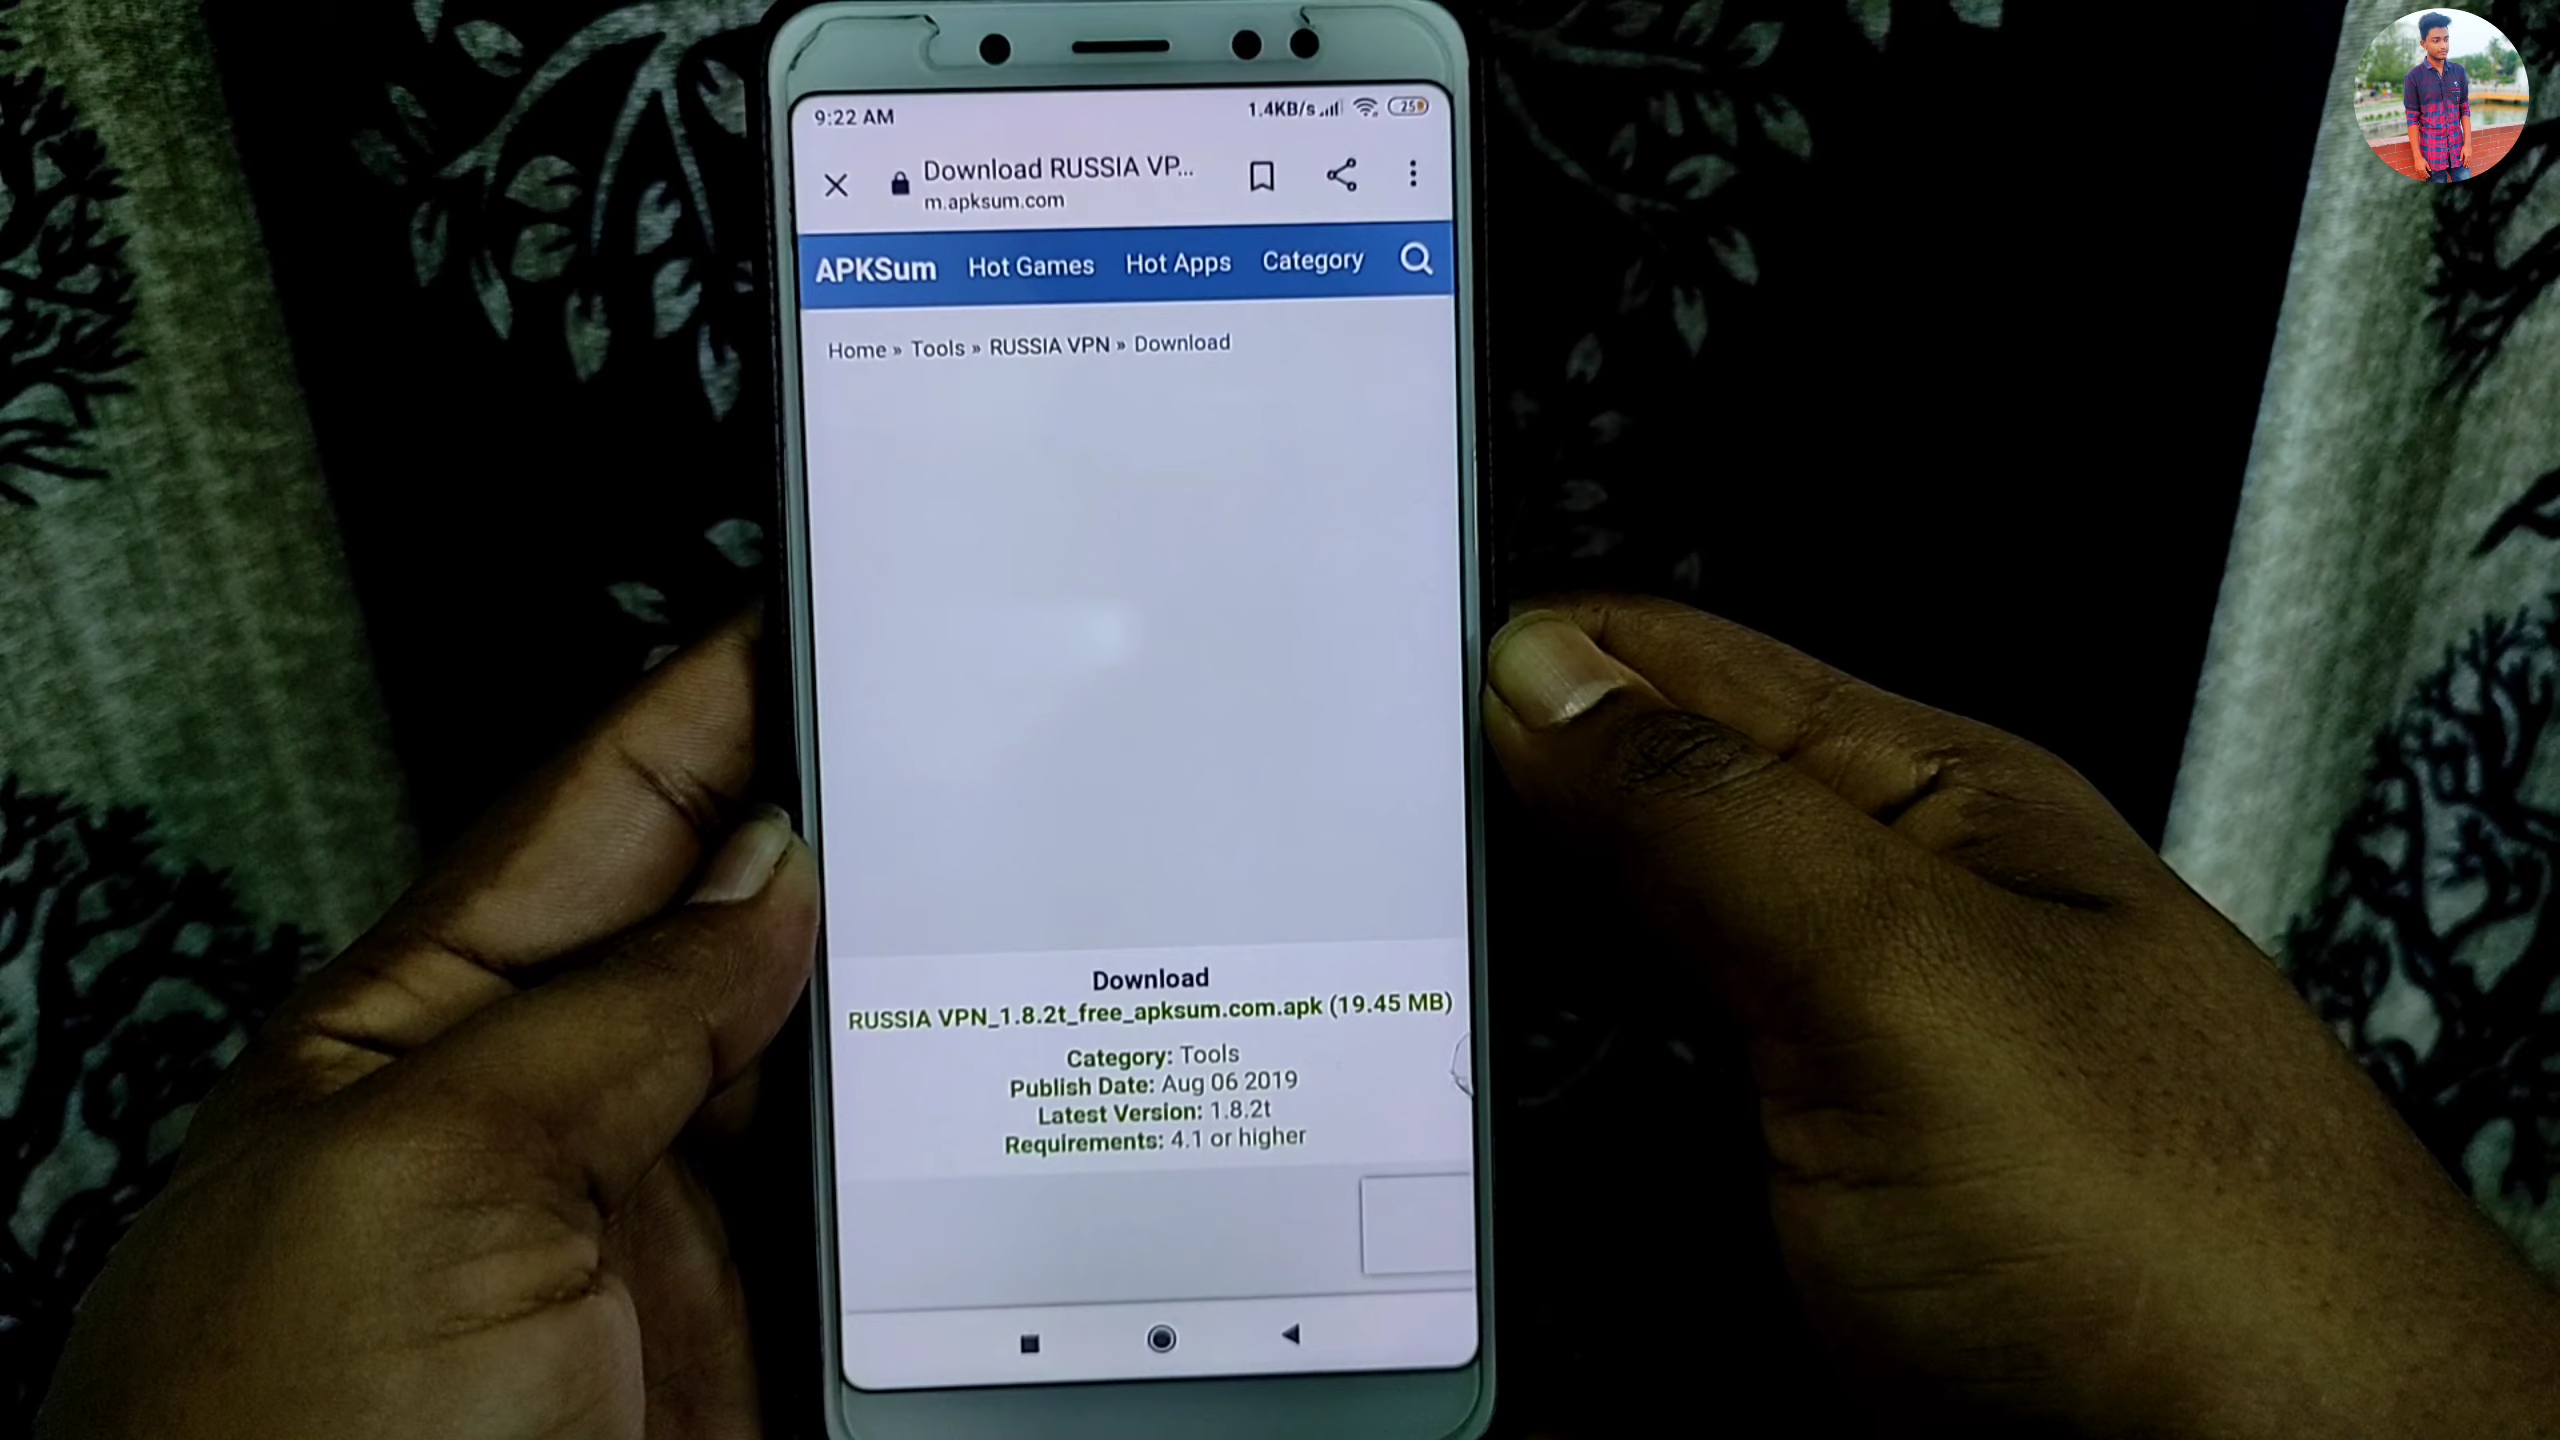 9:22 AM 1.4KB/s 25
Download RUSSIA VP...
m.apksum.com
APKSum Hot Games Hot Apps Category
Home » Tools » RUSSIA VPN » Download
Download
RUSSIA VPN_1.8.2t_free_apksum.com.apk (19.45 MB)
Category: Tools
Publish Date: Aug 06 2019
Latest Version: 1.8.2t
Requirements: 4.1 or higher